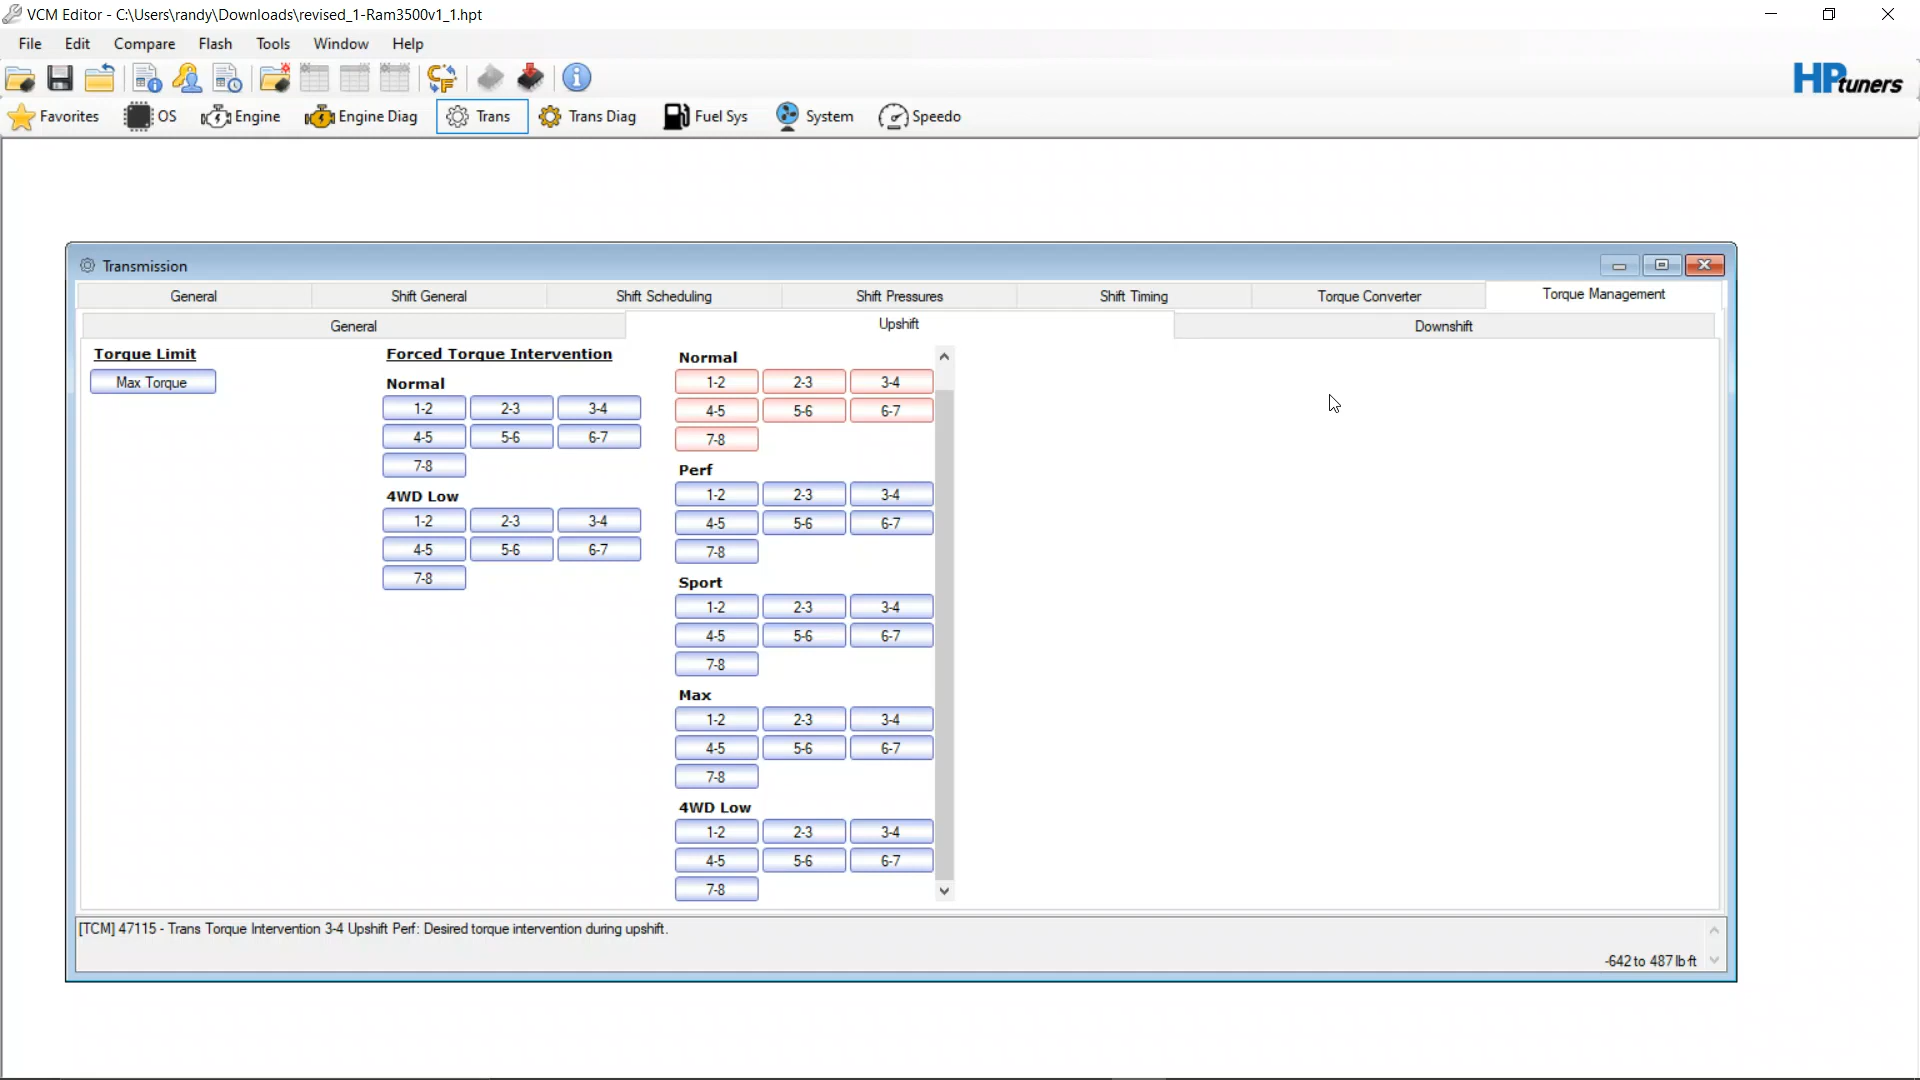 VCM Editor - C:\Users\randy\Downloads\revised_1-Ram3500v1_1.hpt
File Edit Compare Flash Tools Window Help
HPtuners
Favorites OS Engine Engine Diag Trans Trans Diag Fuel Sys System Speedo
Transmission
General Shift General Shift Scheduling Shift Pressures Shift Timing Torque Converter Torque Management
General Upshift Downshift
Torque Limit
Max Torque
Forced Torque Intervention
Normal
1-2 2-3 3-4
4-5 5-6 6-7
7-8
4WD Low
1-2 2-3 3-4
4-5 5-6 6-7
7-8
Normal
1-2 2-3 3-4
4-5 5-6 6-7
7-8
Perf
1-2 2-3 3-4
4-5 5-6 6-7
7-8
Sport
1-2 2-3 3-4
4-5 5-6 6-7
7-8
Max
1-2 2-3 3-4
4-5 5-6 6-7
7-8
4WD Low
1-2 2-3 3-4
4-5 5-6 6-7
7-8
[TCM] 47115 - Trans Torque Intervention 3-4 Upshift Perf: Desired torque intervention during upshift.
-642 to 487 lb ft